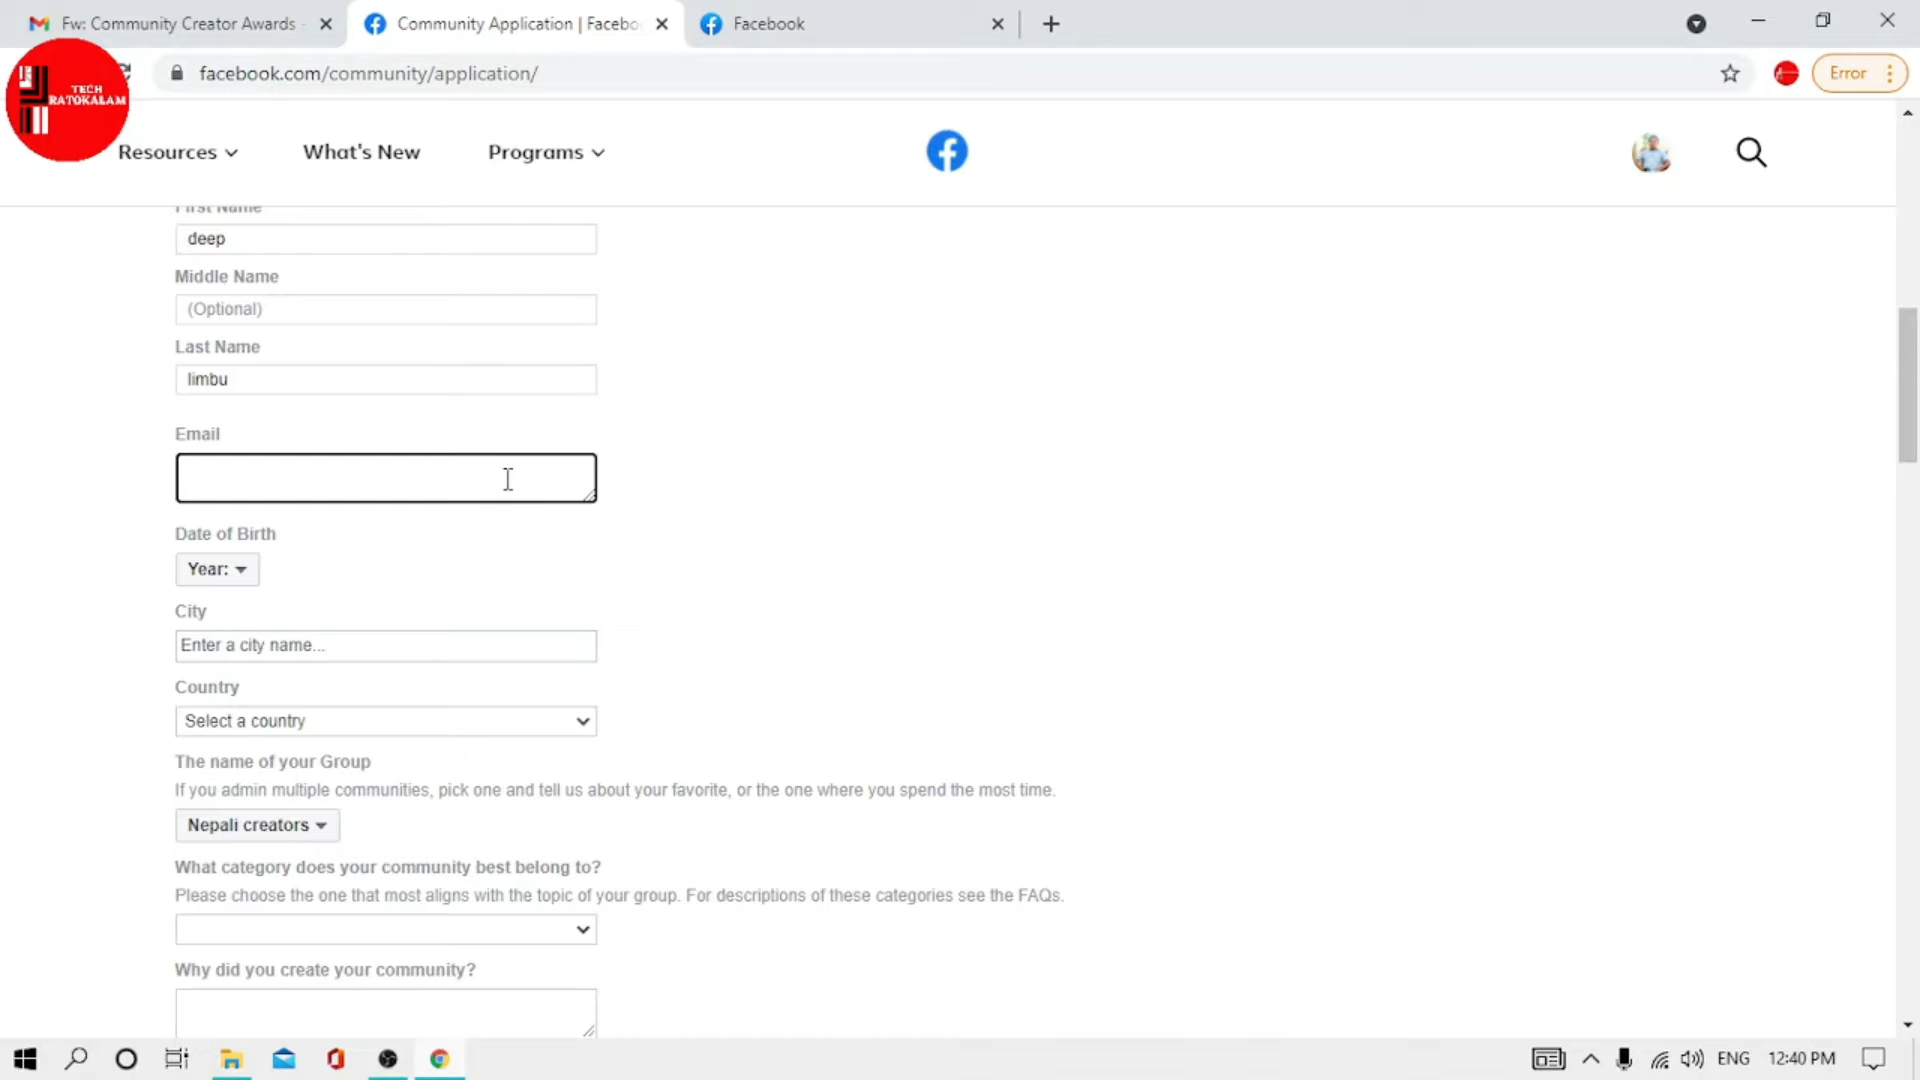 Fw: Community Creator Awards -
Community Application | Facebo
Facebook
facebook.com/community/application/
Error
TECH
RATOKALAM
Resources
What's New
Programs
First Name
deep
Middle Name
(Optional)
Last Name
limbu
Email
Date of Birth
Year:
City
Enter a city name...
Country
Select a country
The name of your Group
If you admin multiple communities, pick one and tell us about your favorite, or the one where you spend the most time.
Nepali creators
What category does your community best belong to?
Please choose the one that most aligns with the topic of your group. For descriptions of these categories see the FAQs.
Why did you create your community?
ENG
12:40 PM